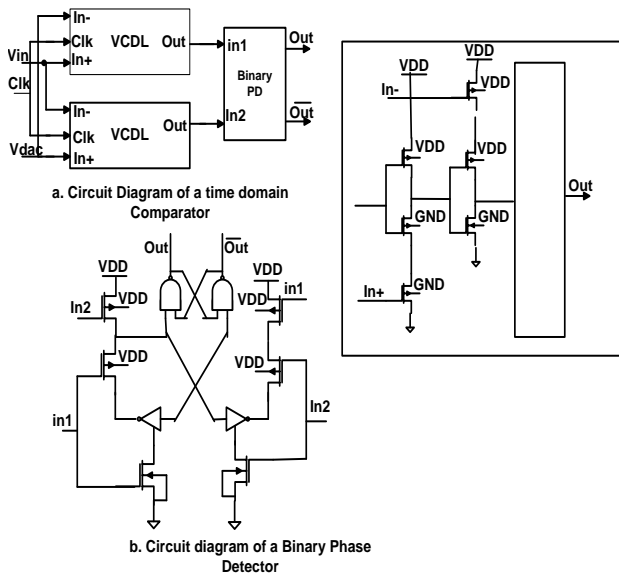 In-
Clk
In+
VCDL
Out
Vin
Clk
In-
Clk
In+
VCDL
Out
Vdac
in1
In2
Binary
PD
Out
Out
a. Circuit Diagram of a time domain
Comparator
Out
Out
VDD
In2
VDD
VDD
in1
VDD
VDD
in1
VDD
In2
b. Circuit diagram of a Binary Phase
Detector
VDD
VDD
In-
VDD
VDD
VDD
GND
GND
In+
GND
Out